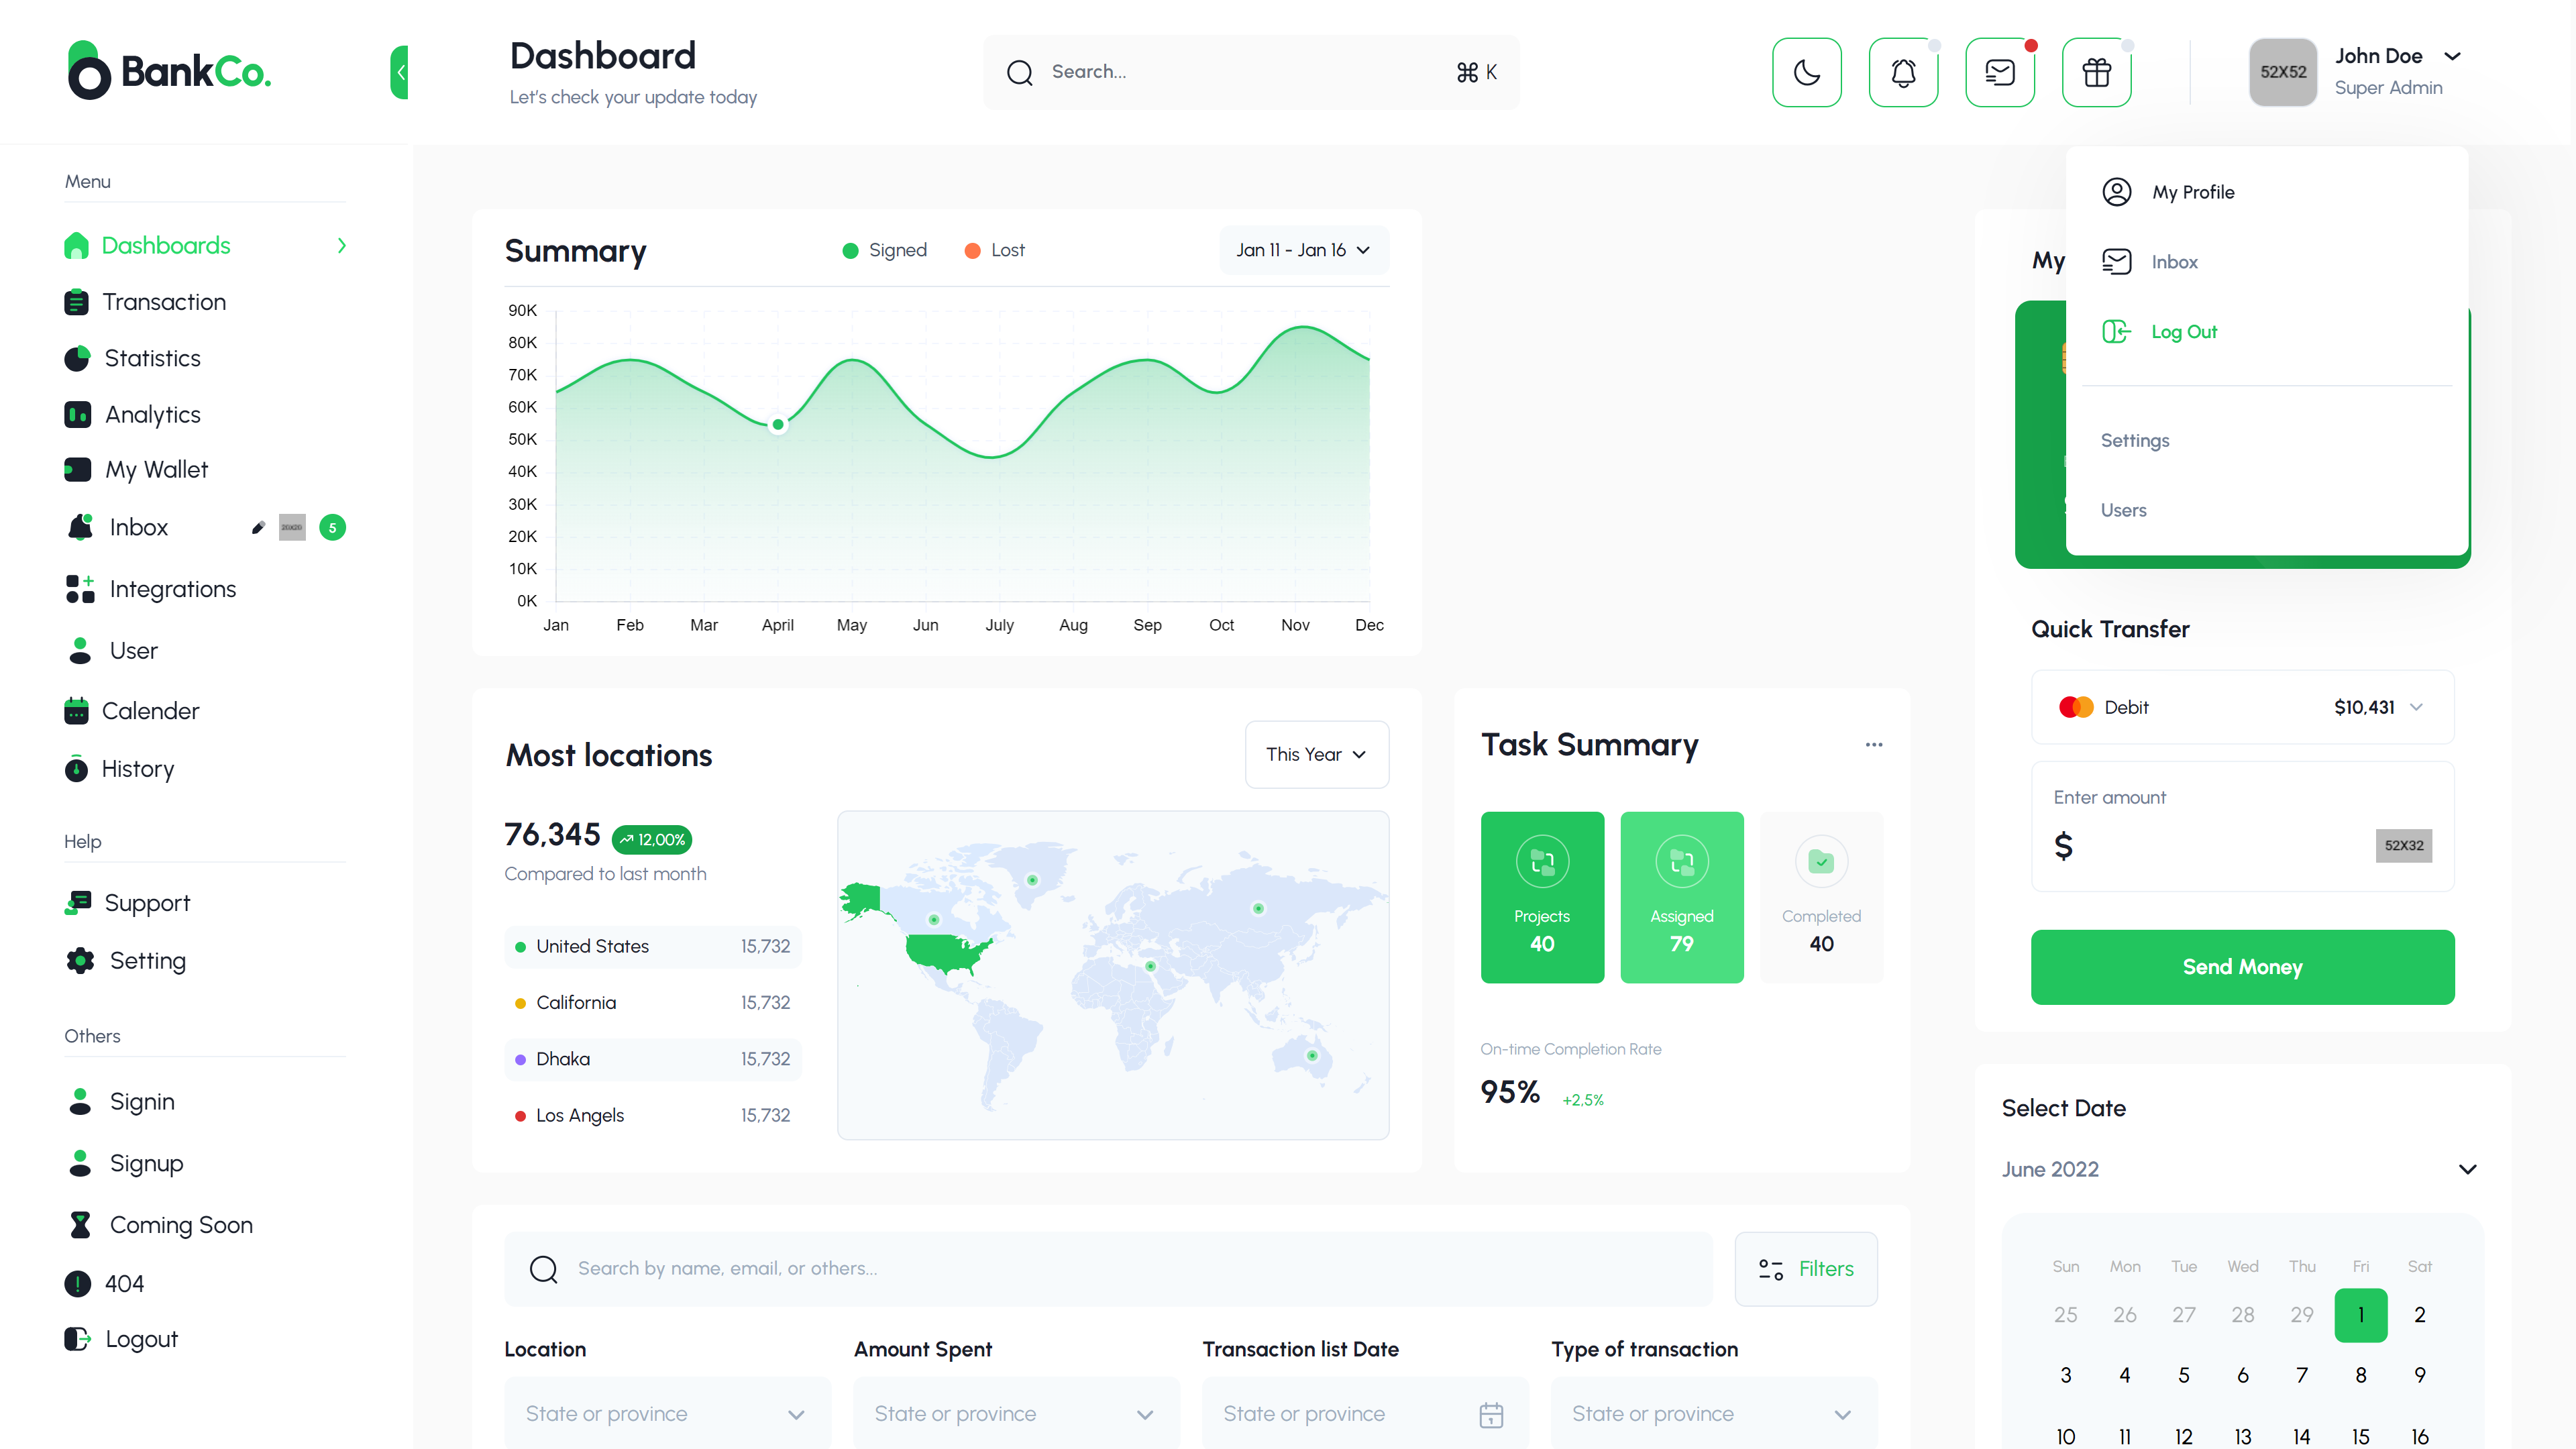 BankCo.
Dashboard
Let's check your update today
Search...
⌘ K
52X52
John Doe
Super Admin
Menu
Dashboards
Transaction
Statistics
Analytics
My Wallet
Inbox
20X20
5
Integrations
User
Calender
History
Help
Support
Setting
Others
Signin
Signup
Coming Soon
404
Logout
Summary
Signed
Lost
Jan 11 - Jan 16
90K
80K
70K
60K
50K
40K
30K
20K
10K
0K
Jan Feb Mar April May Jun July Aug Sep Oct Nov Dec
Most locations
This Year
76,345
12,00%
Compared to last month
United States 15,732
California 15,732
Dhaka 15,732
Los Angels 15,732
Task Summary
...
Projects
40
Assigned
79
Completed
40
On-time Completion Rate
95%
+2,5%
Search by name, email, or others...
Filters
Location
State or province
Amount Spent
State or province
Transaction list Date
State or province
Type of transaction
State or province
My
My Profile
Inbox
Log Out
Settings
Users
Quick Transfer
Debit
$10,431
Enter amount
$
52X32
Send Money
Select Date
June 2022
Sun Mon Tue Wed Thu Fri Sat
25 26 27 28 29 1 2
3 4 5 6 7 8 9
10 11 12 13 14 15 16